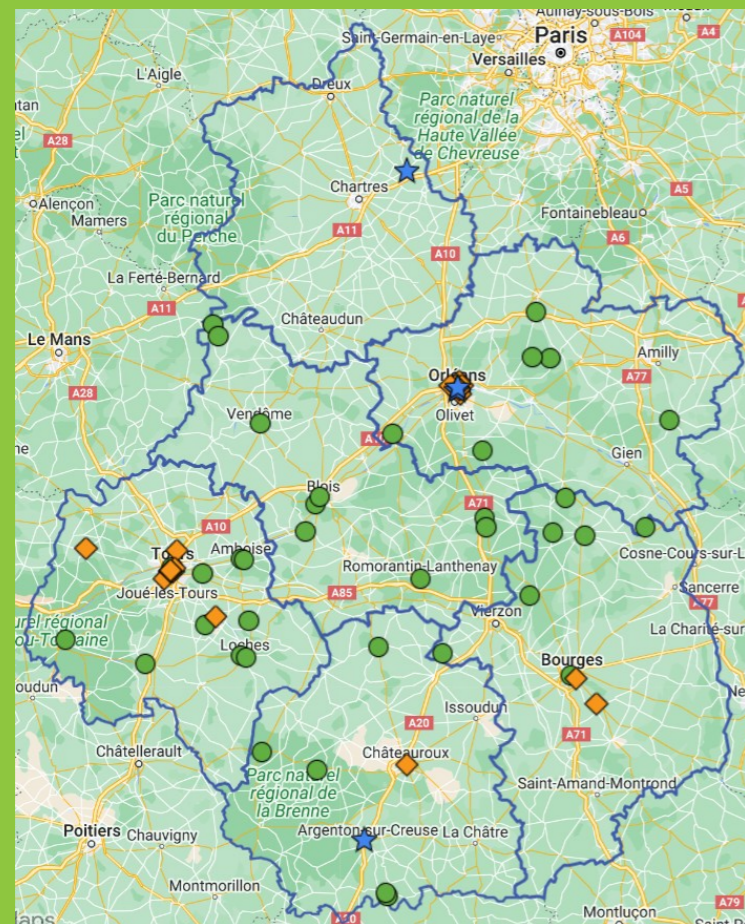 Aulnay-sous-Bois
Saint-Germain-en-Laye
Paris
A104
A4
Versailles
L'Aigle
Dreux
Parc naturel
régional de la
Haute Vallée
de Chevreuse
A28
Chartres
A5
Alençon
Mamers
Parc natur
régional
du Perche
Fontainebleau
A11
A10
A6
La Ferté-Bernard
A11
Châteaudun
Le Mans
Orléans
Amilly
A77
A28
Olivet
Vendôme
Gien
Blois
A71
A10
Tours
Amboise
Cosne-Cours-sur-L
Romorantin-Lanthenay
Joué-lès-Tours
A85
Sancerre
A77
Vierzon
La Charité-sur
Loches
Bourges
oudun
Issoudun
A20
A71
Châtellerault
Châteauroux
Parc naturel
régional de
la Brenne
Saint-Amand-Montrond
Poitiers
Chauvigny
Argenton-sur-Creuse
La Châtre
Montmorillon
A79
Montluçon
A20